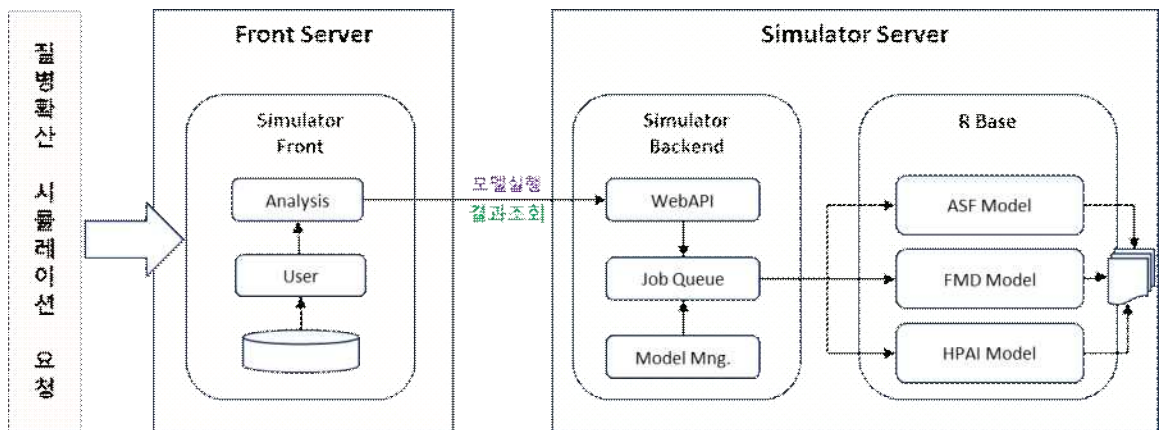 질병확산 시뮬레이션 요청
Front Server
Simulator
Front
Analysis
User
모델실행
결과조회
Simulator Server
Simulator
Backend
WebAPI
Job Queue
Model Mng.
R Base
ASF Model
FMD Model
HPAI Model